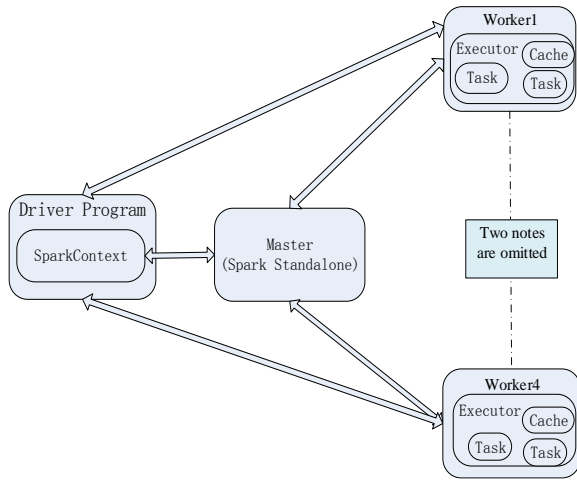 Worker1
Executor
Cache
Task
Task
Driver Program
SparkContext
Master
(Spark Standalone)
Two notes
are omitted
Worker4
Executor
Cache
Task
Task